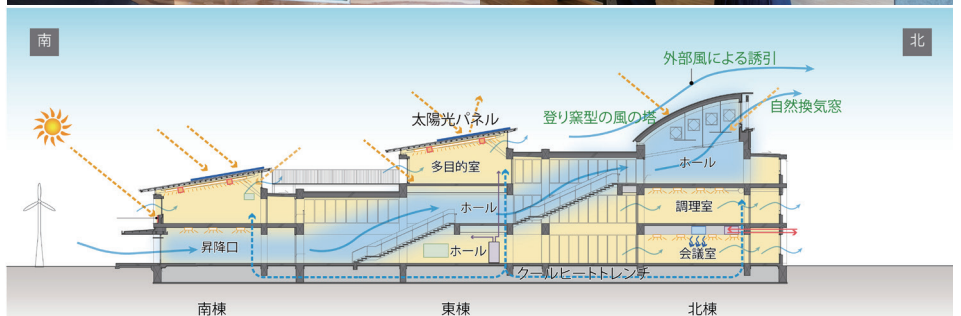 南
北
外部風による誘引
登り窯型の風の塔
自然換気窓
太陽光パネル
多目的室
ホール
ホール
調理室
昇降口
ホール
会議室
クールヒートトレンチ
南棟
東棟
北棟